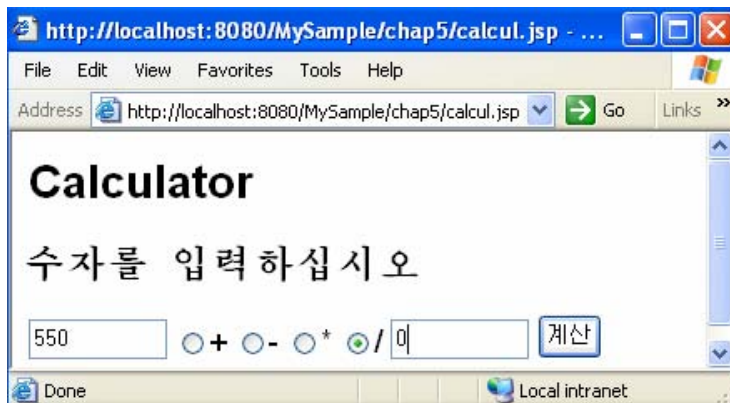 http://localhost:8080/MySample/chap5/calcul.jsp - ...
File Edit View Favorites Tools Help
Address http://localhost:8080/MySample/chap5/calcul.jsp Go Links »
Calculator
수자를 입력하십시오
550 + - * / 0 계산
Done Local intranet